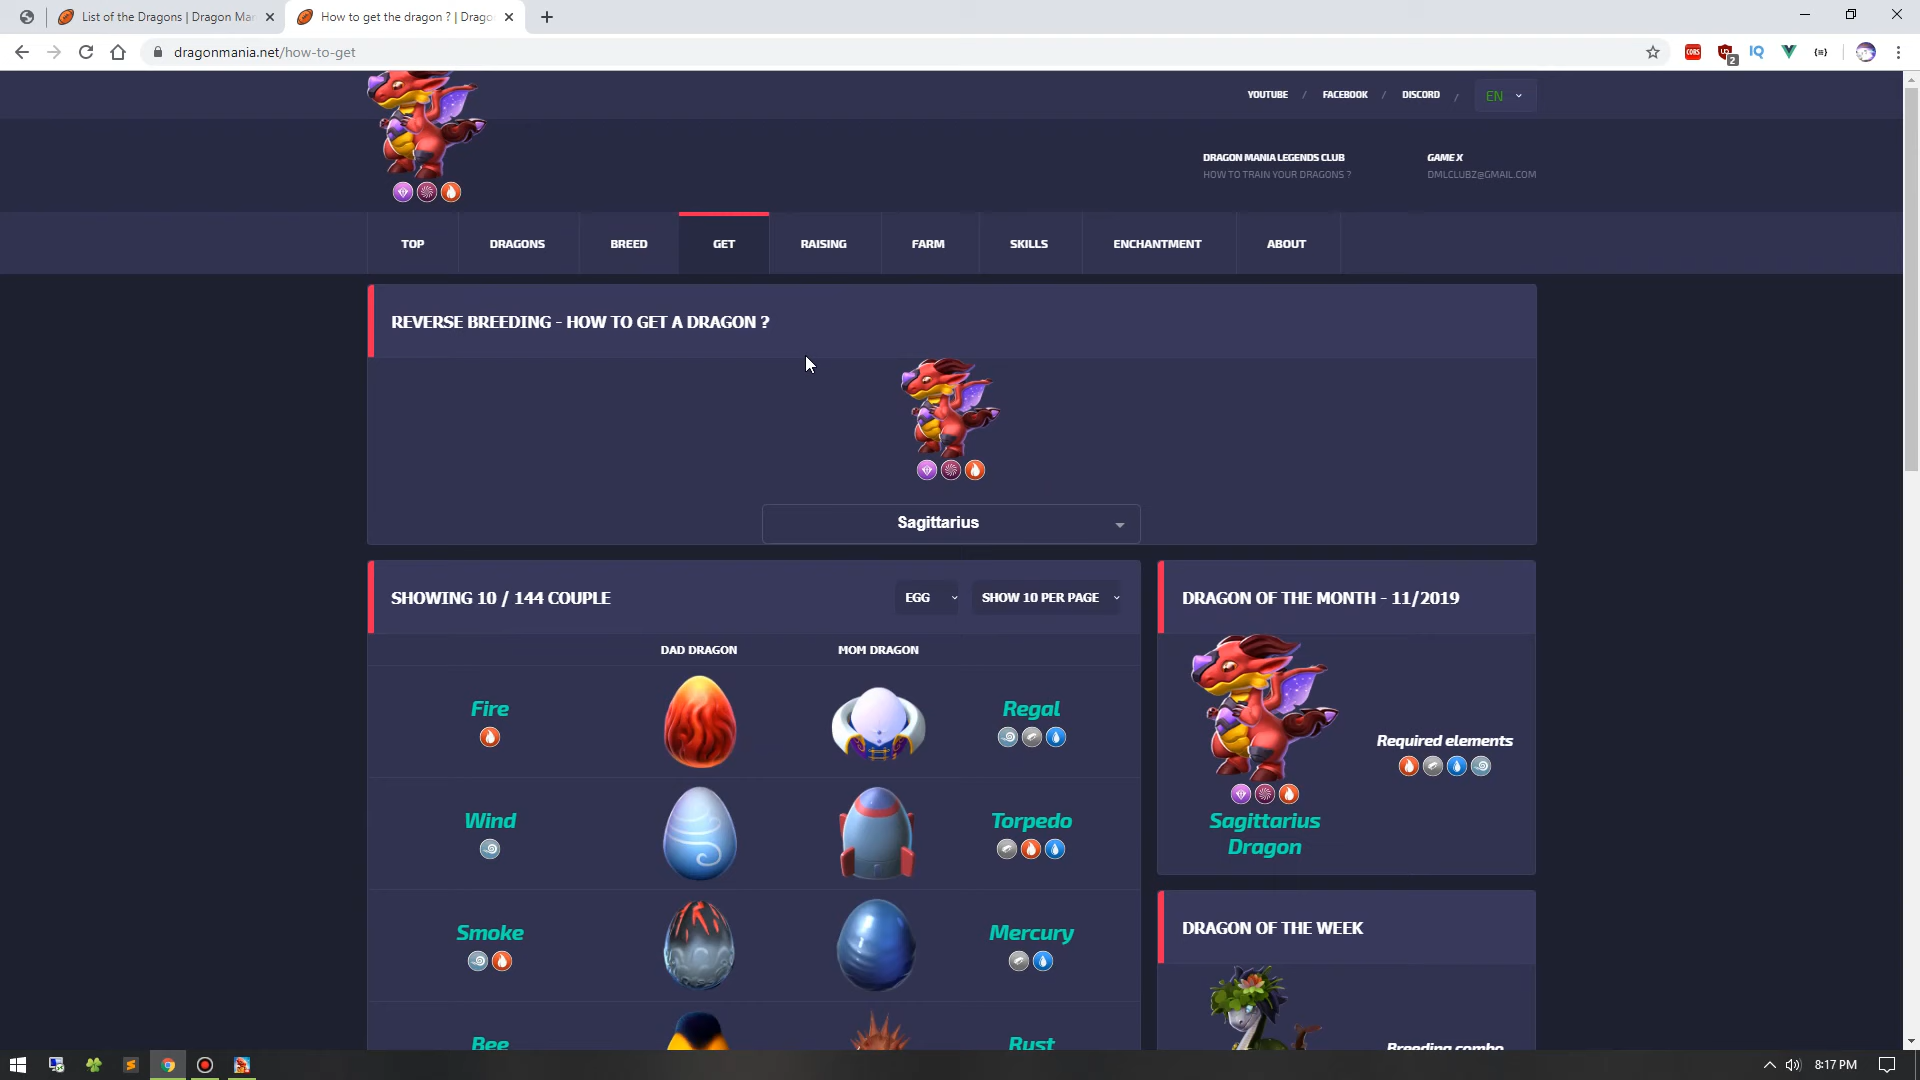 List of the Dragons | Dragon Ma
How to get the dragon ? | Drago
dragonmania.net/how-to-get
CORS
2
IQ
YOUTUBE / FACEBOOK / DISCORD / EN
DRAGON MANIA LEGENDS CLUB
HOW TO TRAIN YOUR DRAGONS ?
GAME X
DMLCLUBZ@GMAIL.COM
TOP DRAGONS BREED GET RAISING FARM SKILLS ENCHANTMENT ABOUT
REVERSE BREEDING - HOW TO GET A DRAGON ?
Sagittarius
SHOWING 10 / 144 COUPLE
EGG
SHOW 10 PER PAGE
DAD DRAGON MOM DRAGON
Fire Regal
Wind Torpedo
Smoke Mercury
Bee Rust
DRAGON OF THE MONTH - 11/2019
Required elements
Sagittarius
Dragon
DRAGON OF THE WEEK
Breeding combo
8:17 PM